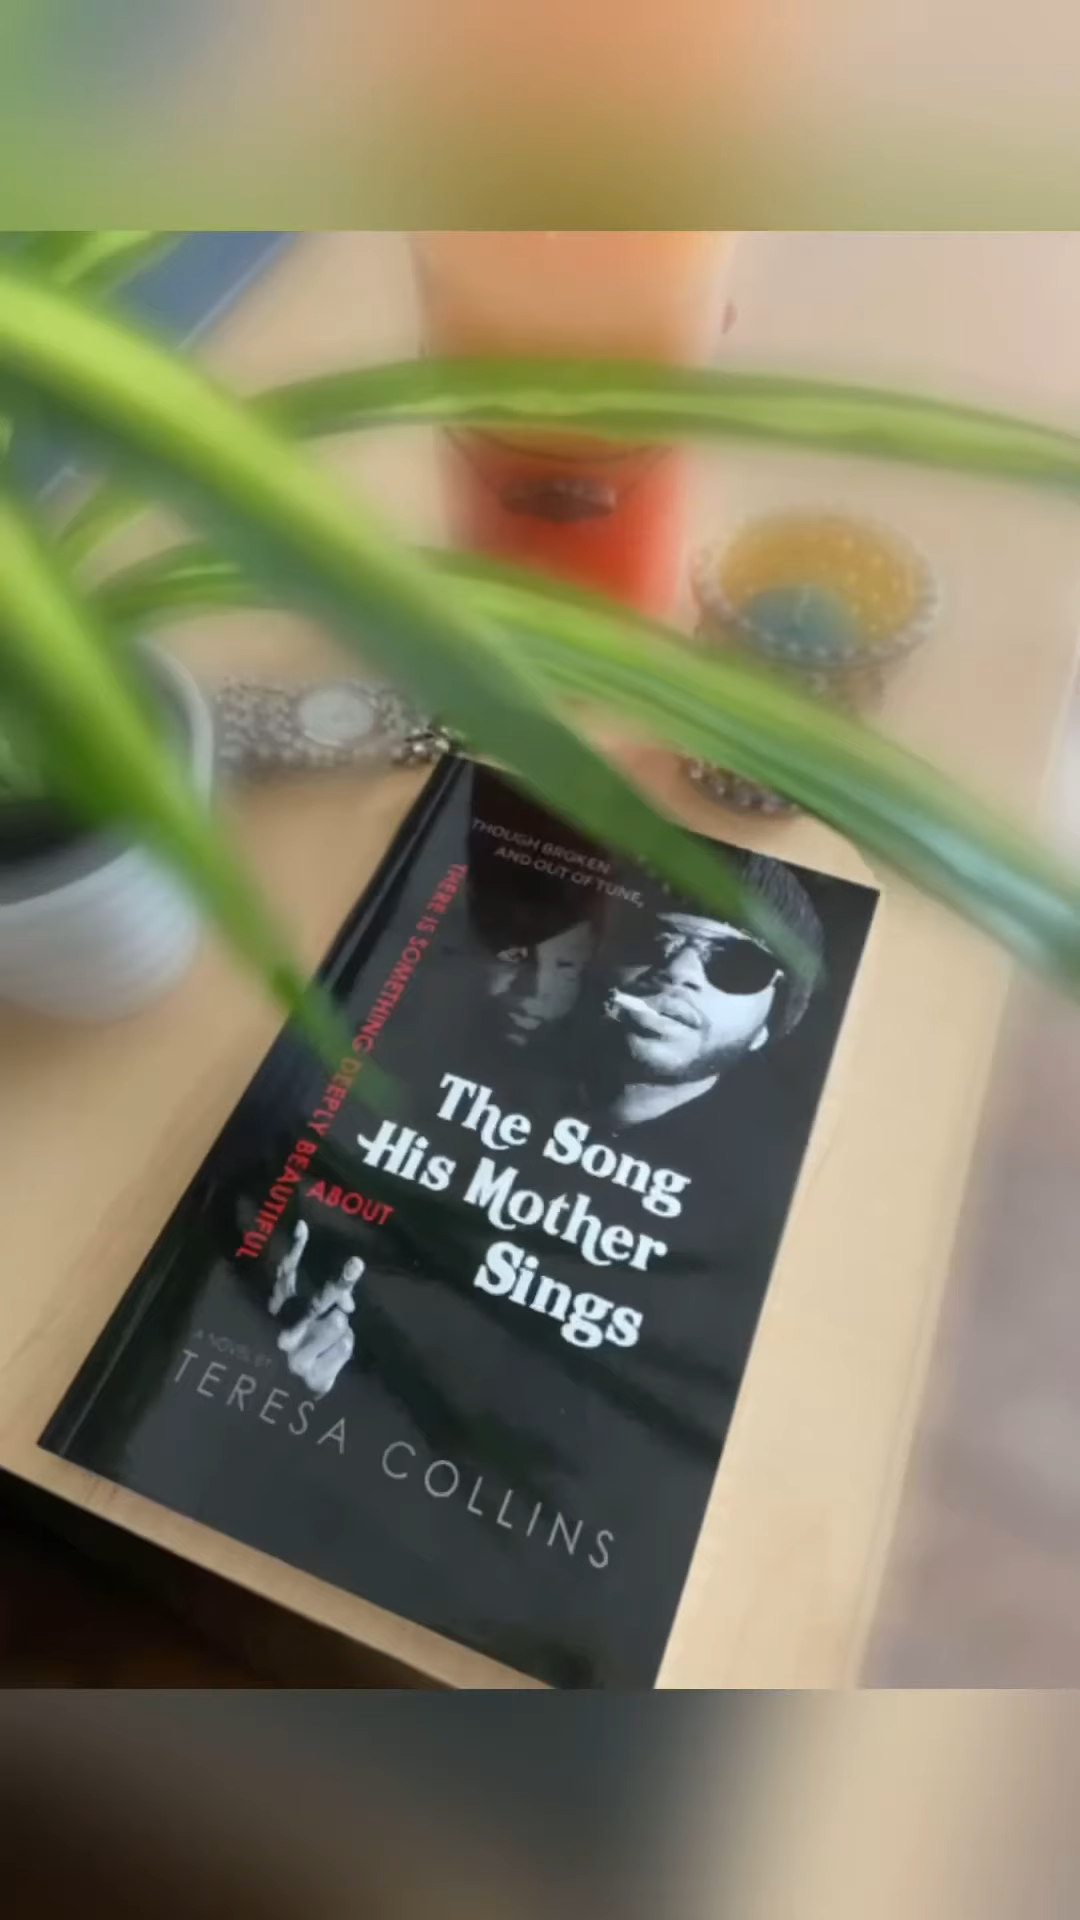 THOUGH BROKEN
AND OUT OF TUNE,
THERE IS SOMETHING DEEPLY BEAUTIFUL
ABOUT
The Song
His Mother
Sings
A NOVEL BY
TERESA COLLINS